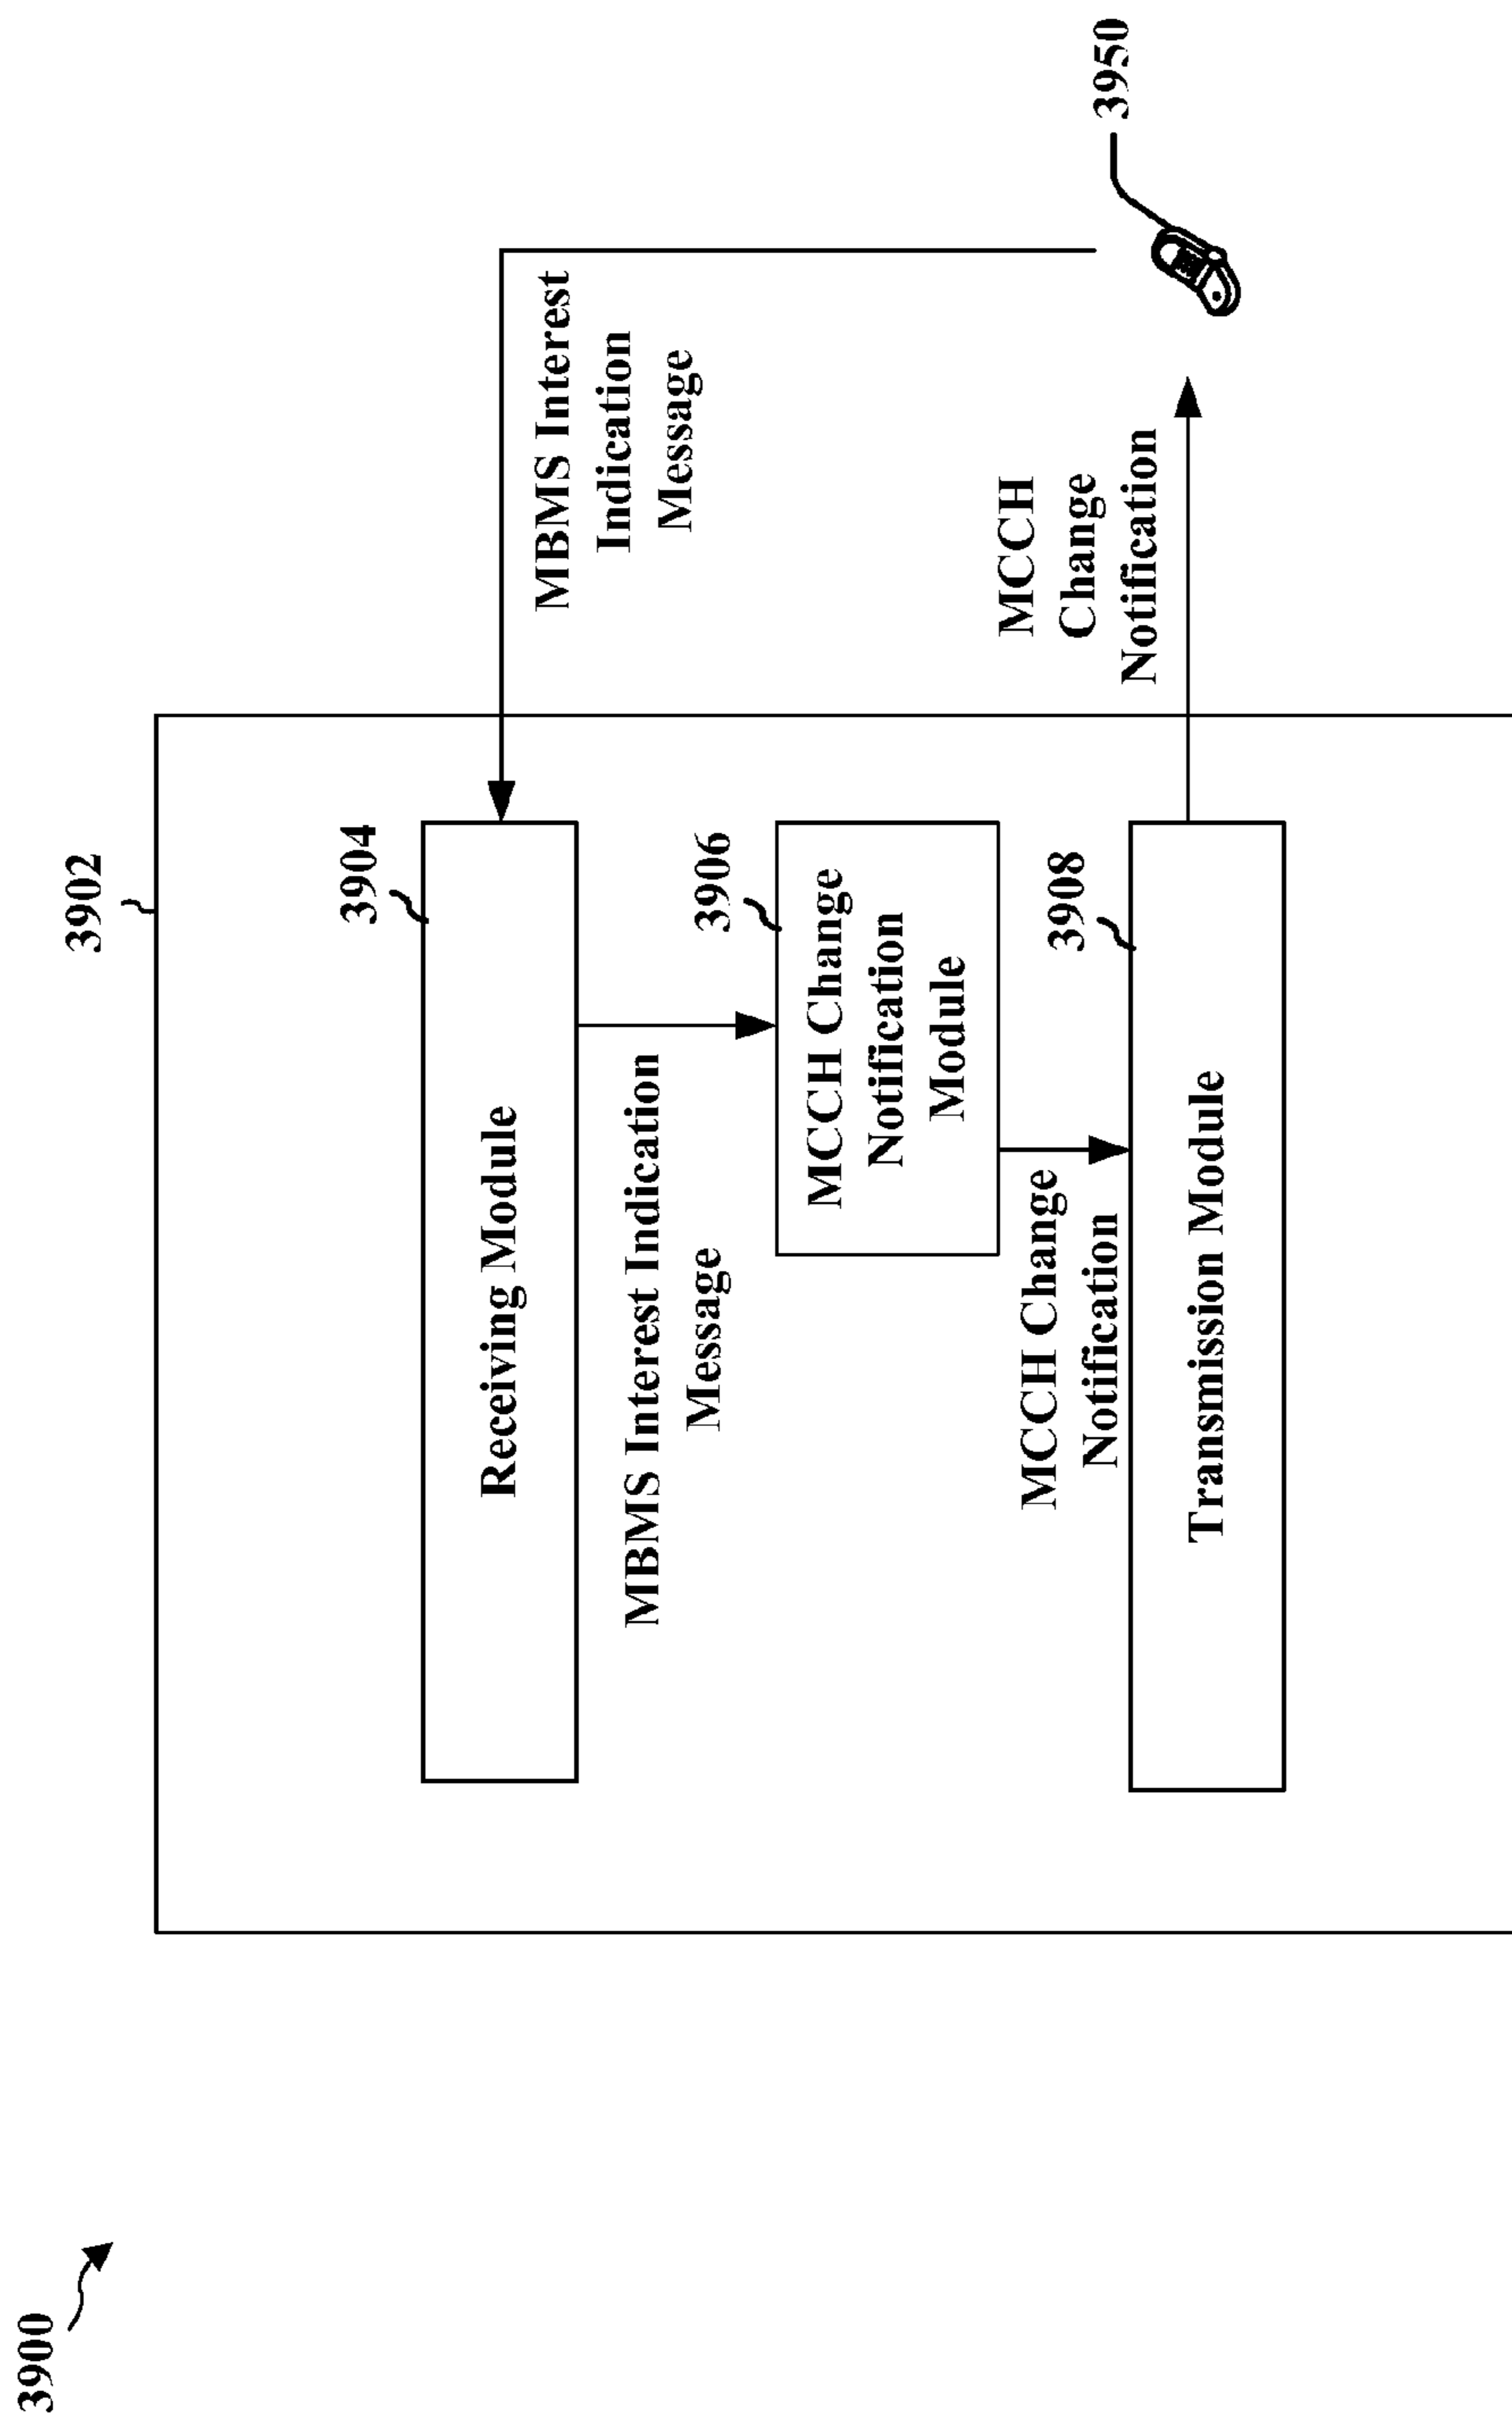 3900
3902
3904
Receiving Module
MBMS Interest Indication
Message
3906
MCCH Change
Notification
Module
MCCH Change
Notification
3908
Transmission Module
MBMS Interest
Indication
Message
MCCH
Change
Notification
3950